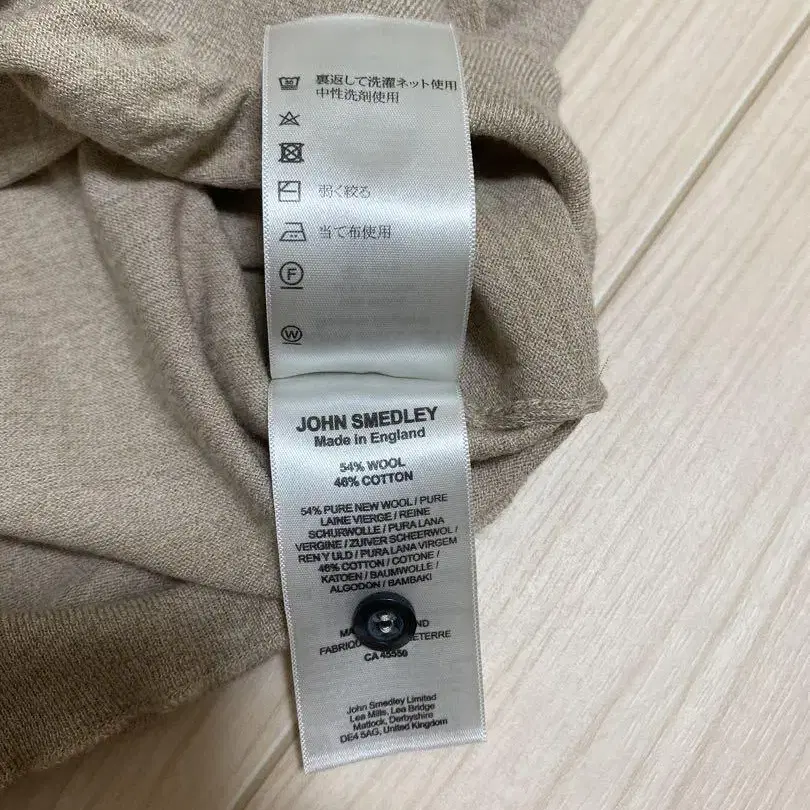 30
裏返して洗濯ネット使用
中性洗剤使用
弱く絞る
当て布使用
F
W
JOHN SMEDLEY
Made in England
54% WOOL
46% COTTON
54% PURE NEW WOOL / PURE
LAINE VIERGE / REINE
SCHURWOLLE / PURA LANA
VERGINE / ZUIVER SCHEERWOL /
REN Y ULD / PURA LANA VIRGEM
46% COTTON / COTONE /
KATOEN / BAUMWOLLE /
ALGODON / BAMBAKI
CA 45550
John Smedley Limited
Lea Mills, Lea Bridge
Matlock, Derbyshire
DE4 5AG, United Kingdom